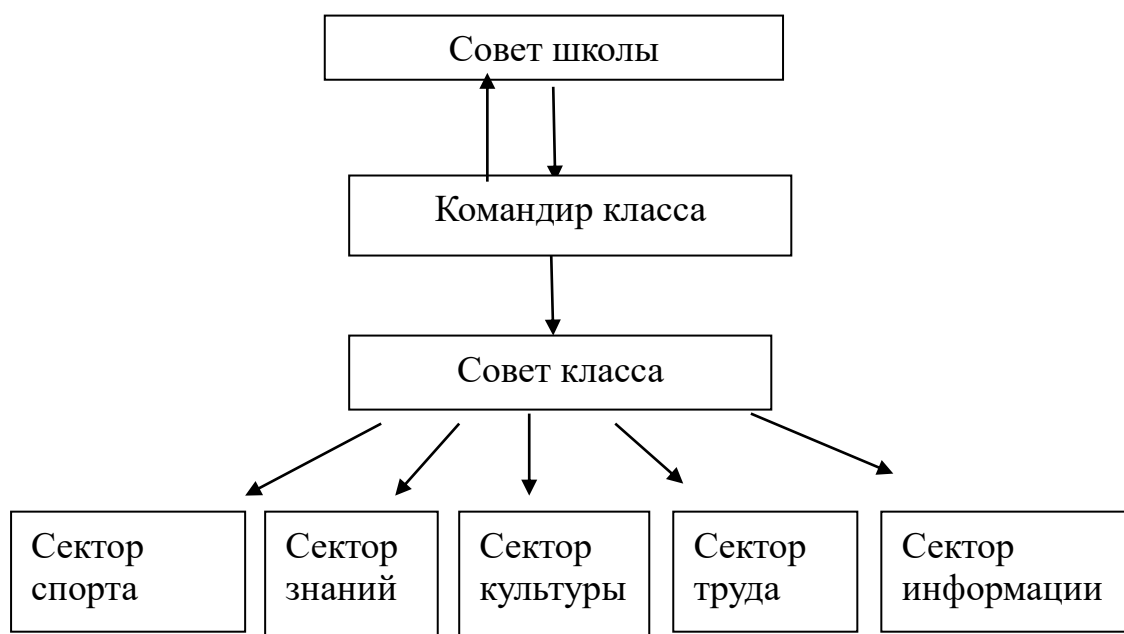 Совет школы
Командир класса
Совет класса
Сектор
спорта
Сектор
знаний
Сектор
культуры
Сектор
труда
Сектор
информации